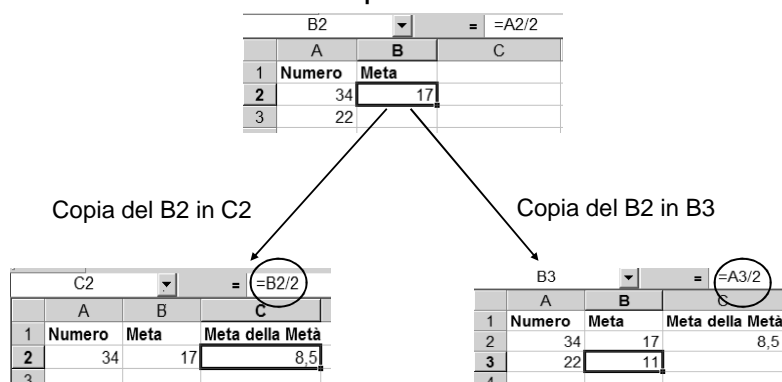 B2 = =A2/2
A B C
1 Numero Meta
2 34 17
3 22
Copia del B2 in C2
Copia del B2 in B3
C2 = =B2/2
A B C
1 Numero Meta Meta della Metà
2 34 17 8,5
3
B3 = =A3/2
A B C
1 Numero Meta Meta della Metà
2 34 17 8,5
3 22 11